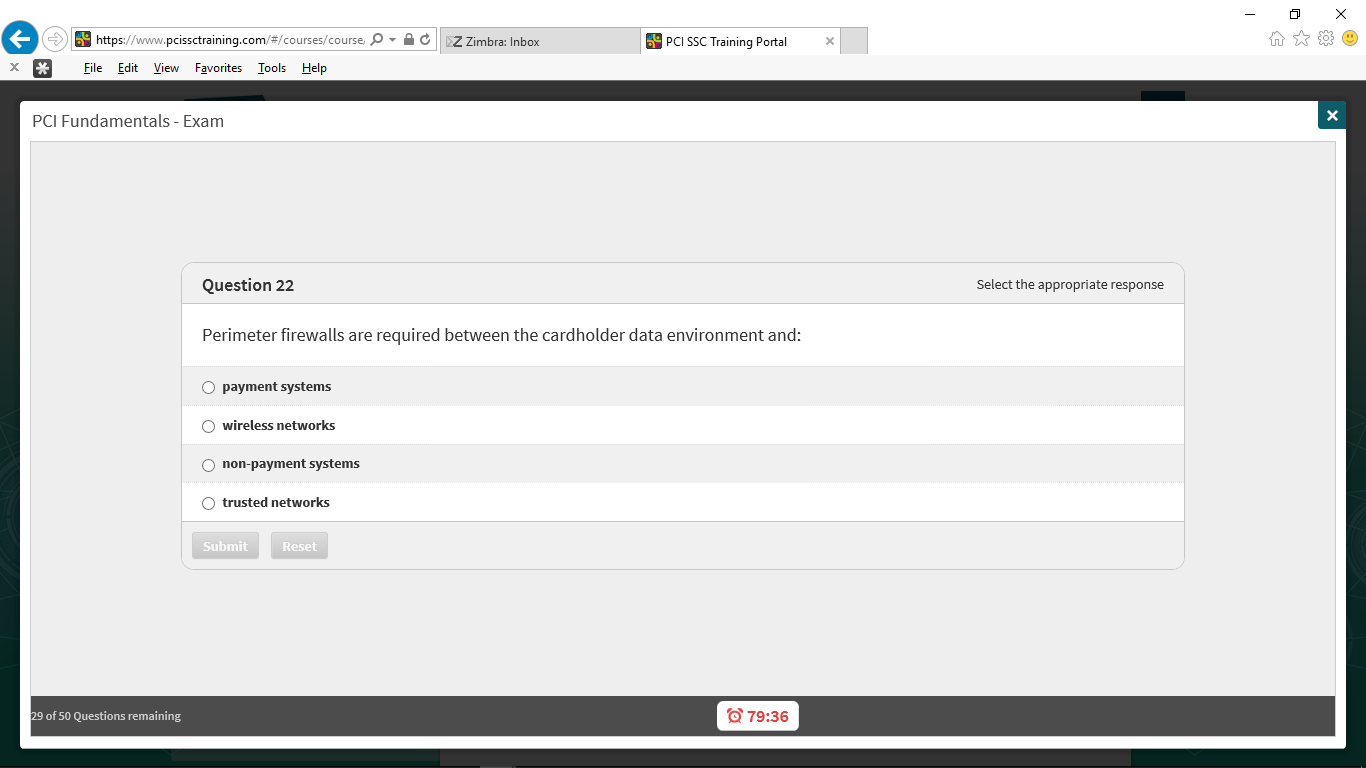 https://www.pcissctraining.com/#/courses/course,
Zimbra: Inbox
PCI SSC Training Portal
File Edit View Favorites Tools Help
PCI Fundamentals - Exam
Question 22
Select the appropriate response
Perimeter firewalls are required between the cardholder data environment and:
payment systems
wireless networks
non-payment systems
trusted networks
Submit Reset
29 of 50 Questions remaining
79:36